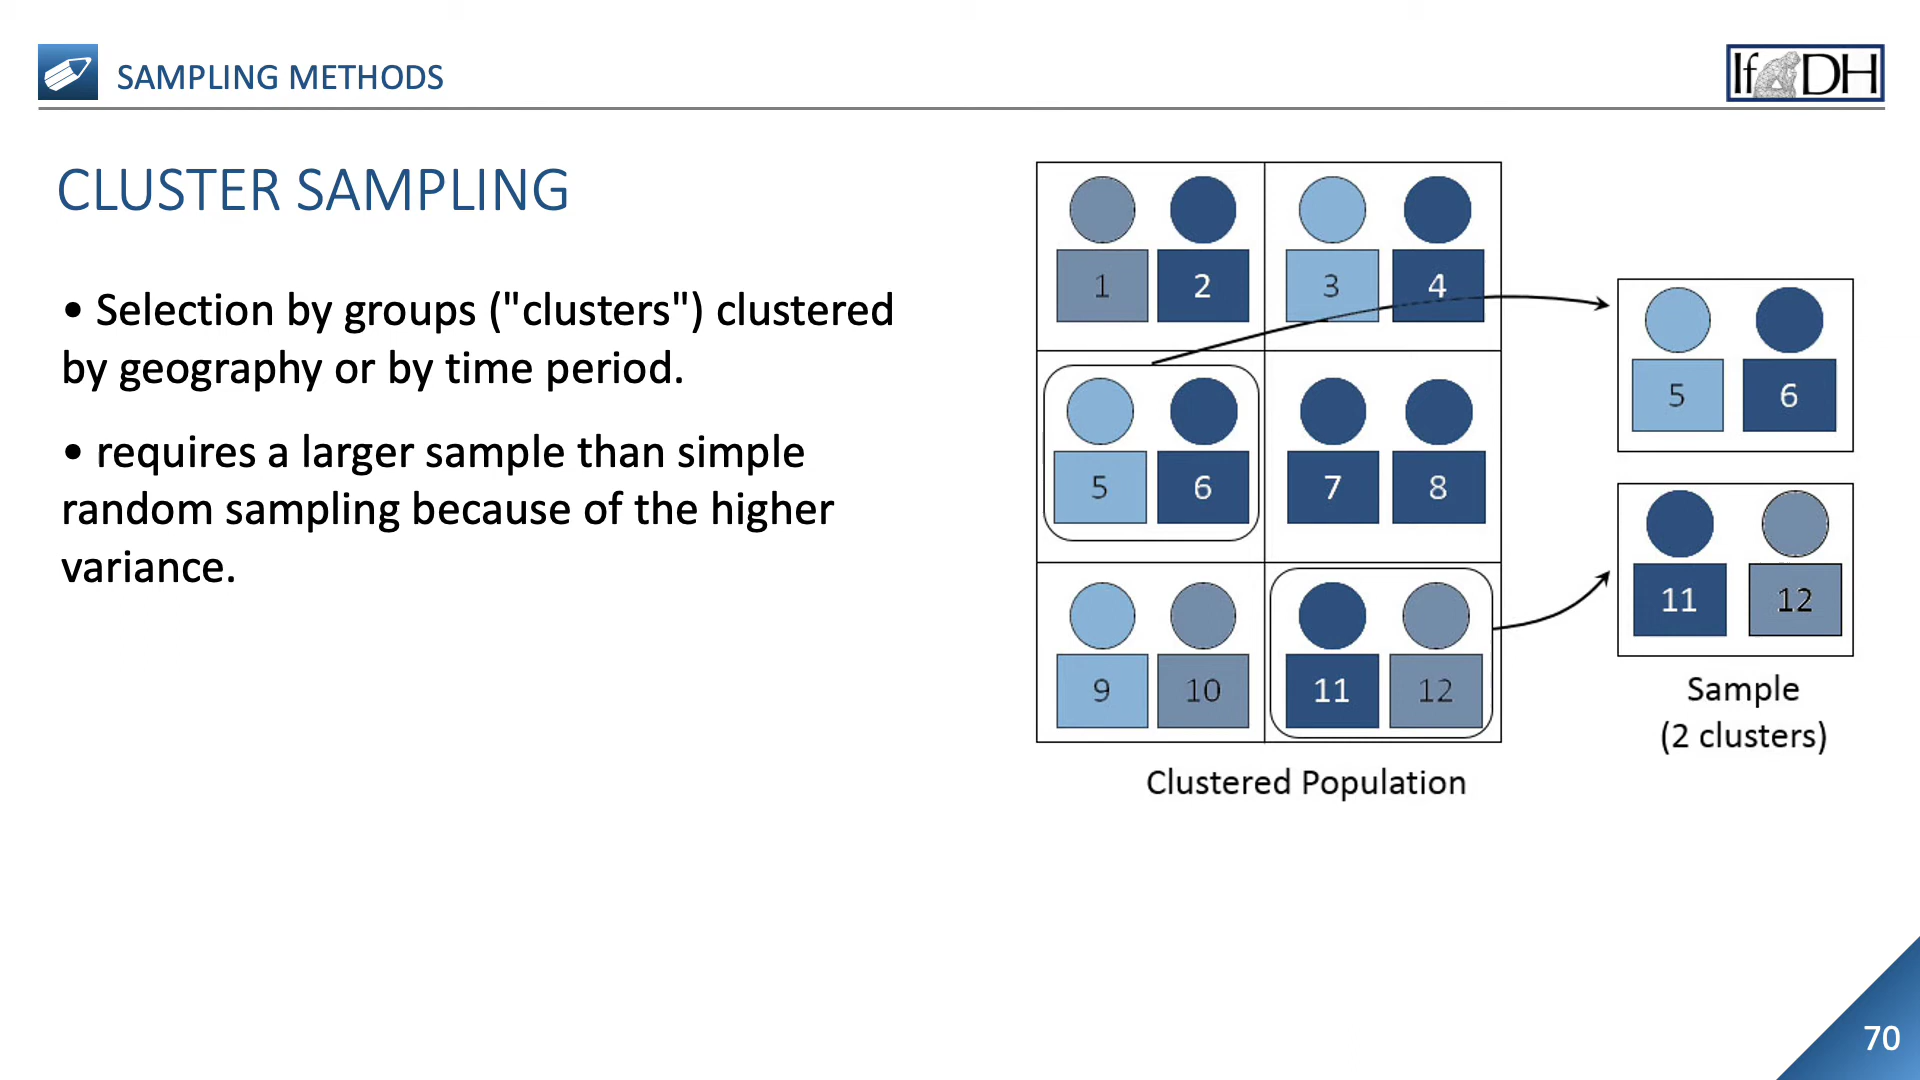 SAMPLING METHODS
IfDH
CLUSTER SAMPLING
• Selection by groups ("clusters") clustered
by geography or by time period.
• requires a larger sample than simple
random sampling because of the higher
variance.
1 2 3 4
5 6 7 8
9 10 11 12
Clustered Population
5 6
11 12
Sample
(2 clusters)
70